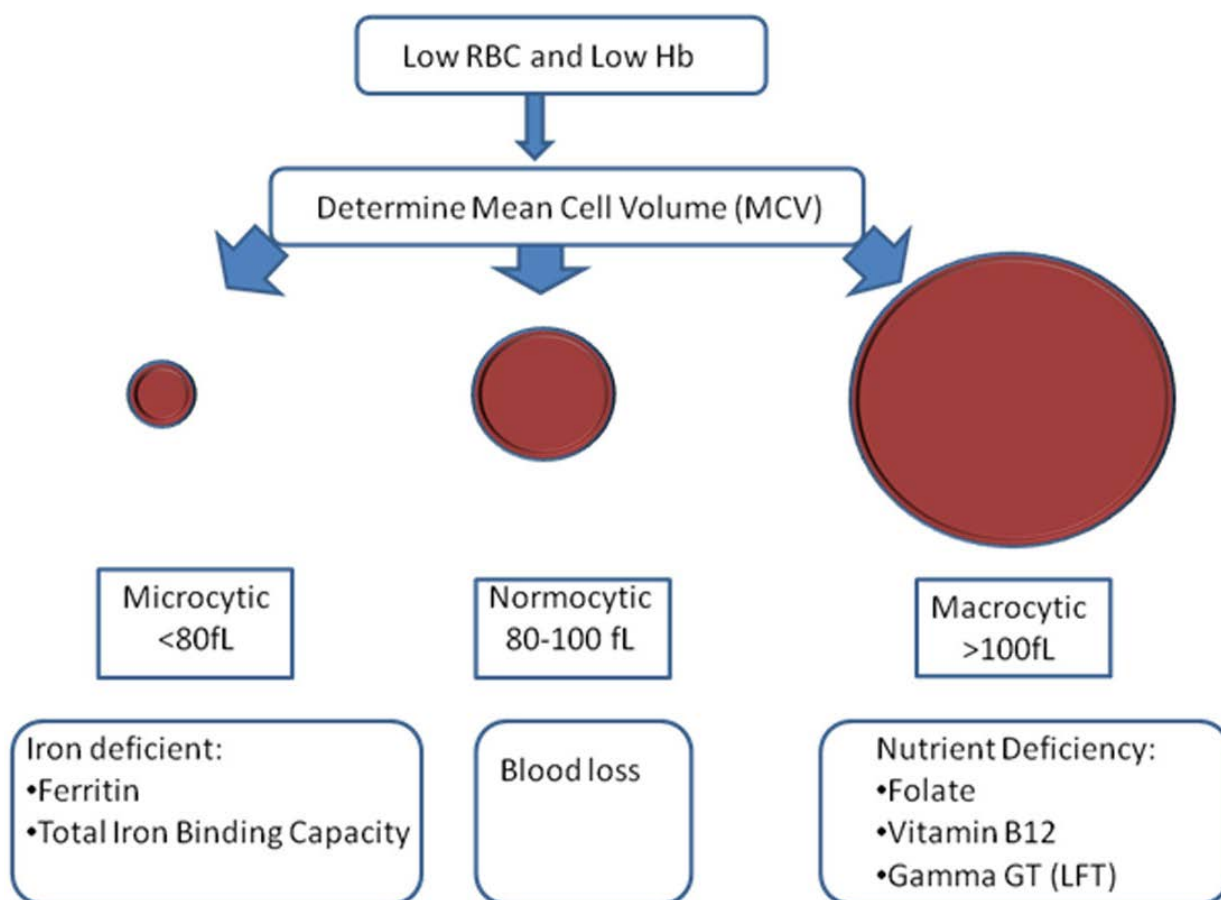 Low RBC and Low Hb
Determine Mean Cell Volume (MCV)
Microcytic
<80fL
Normocytic
80-100 fL
Macrocytic
>100fL
Iron deficient:
•Ferritin
•Total Iron Binding Capacity
Blood loss
Nutrient Deficiency:
•Folate
•Vitamin B12
•Gamma GT (LFT)